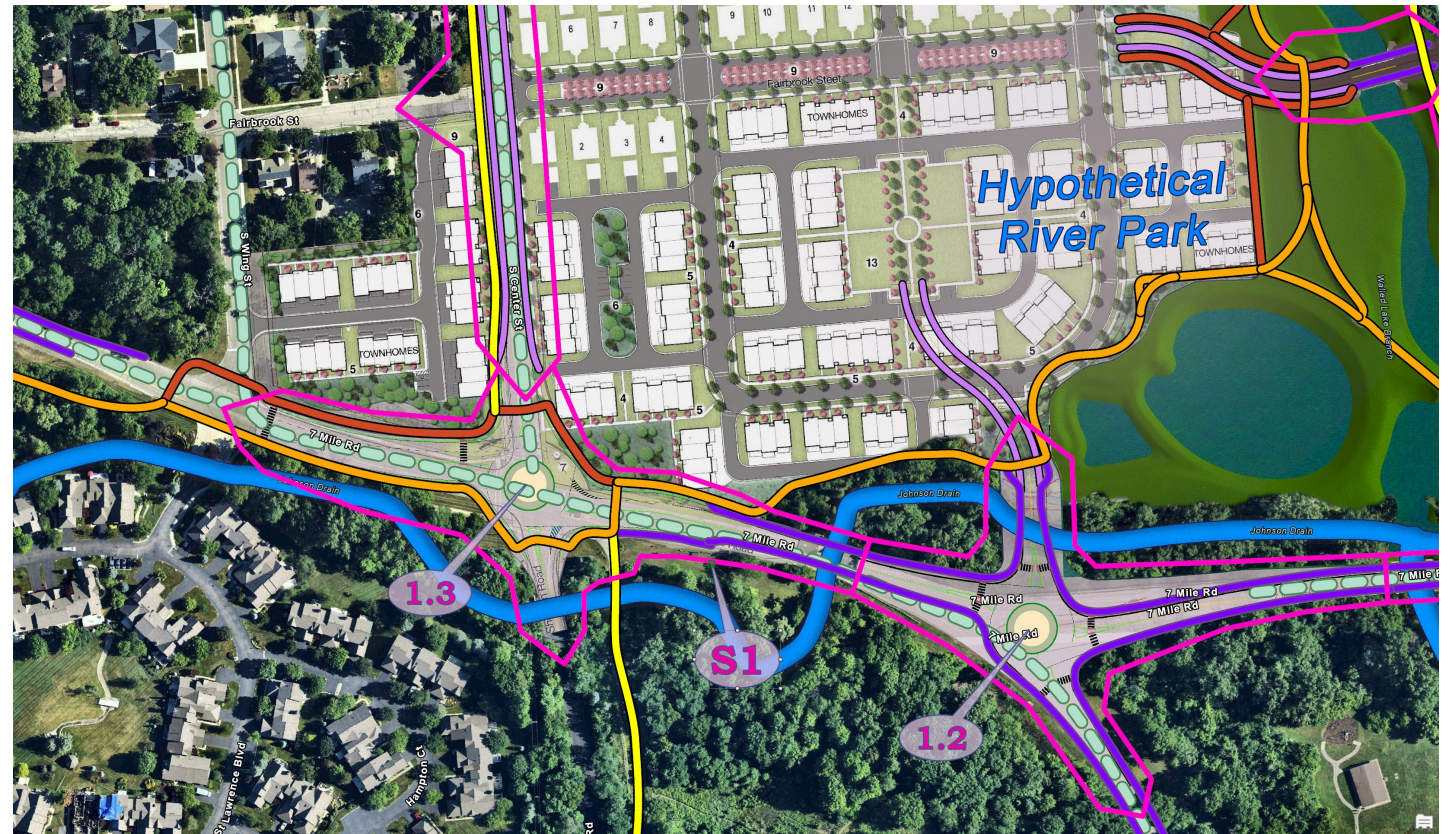 6
7
8
9
10
11
12
9
9
9
Fairbrook Steet
Fairbrook St
TOWNHOMES
4
9
2
3
4
Hypothetical
River Park
6
4
4
S Wing St
S Center St
13
TOWNHOMES
5
6
Walled Lake Branch
TOWNHOMES
5
4
5
5
4
5
7 Mile Rd
7
Johnson Drain
Johnson Drain
7 Mile Rd
Johnson Drain
1.3
7 Mile Rd
7 Mile Rd
7 Mile Rd
7 Mile Rd
S1
1.2
St Lawrence Blvd
Hampton Ct
Rd